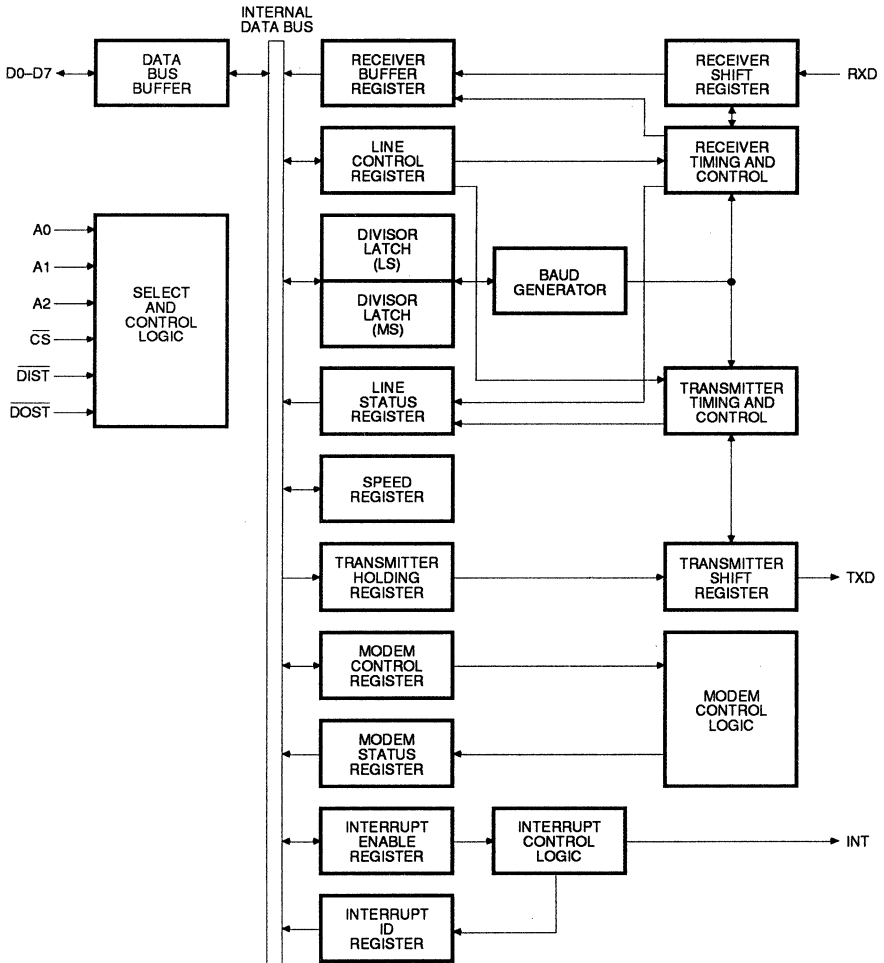 INTERNAL
DATA BUS
D0–D7
DATA
BUS
BUFFER
RECEIVER
BUFFER
REGISTER
RECEIVER
SHIFT
REGISTER
RXD
LINE
CONTROL
REGISTER
RECEIVER
TIMING AND
CONTROL
A0
A1
A2
C̅S̅
D̅I̅S̅T̅
D̅O̅S̅T̅
SELECT
AND
CONTROL
LOGIC
DIVISOR
LATCH
(LS)
DIVISOR
LATCH
(MS)
BAUD
GENERATOR
LINE
STATUS
REGISTER
TRANSMITTER
TIMING AND
CONTROL
SPEED
REGISTER
TRANSMITTER
HOLDING
REGISTER
TRANSMITTER
SHIFT
REGISTER
TXD
MODEM
CONTROL
REGISTER
MODEM
CONTROL
LOGIC
MODEM
STATUS
REGISTER
INTERRUPT
ENABLE
REGISTER
INTERRUPT
CONTROL
LOGIC
INT
INTERRUPT
ID
REGISTER